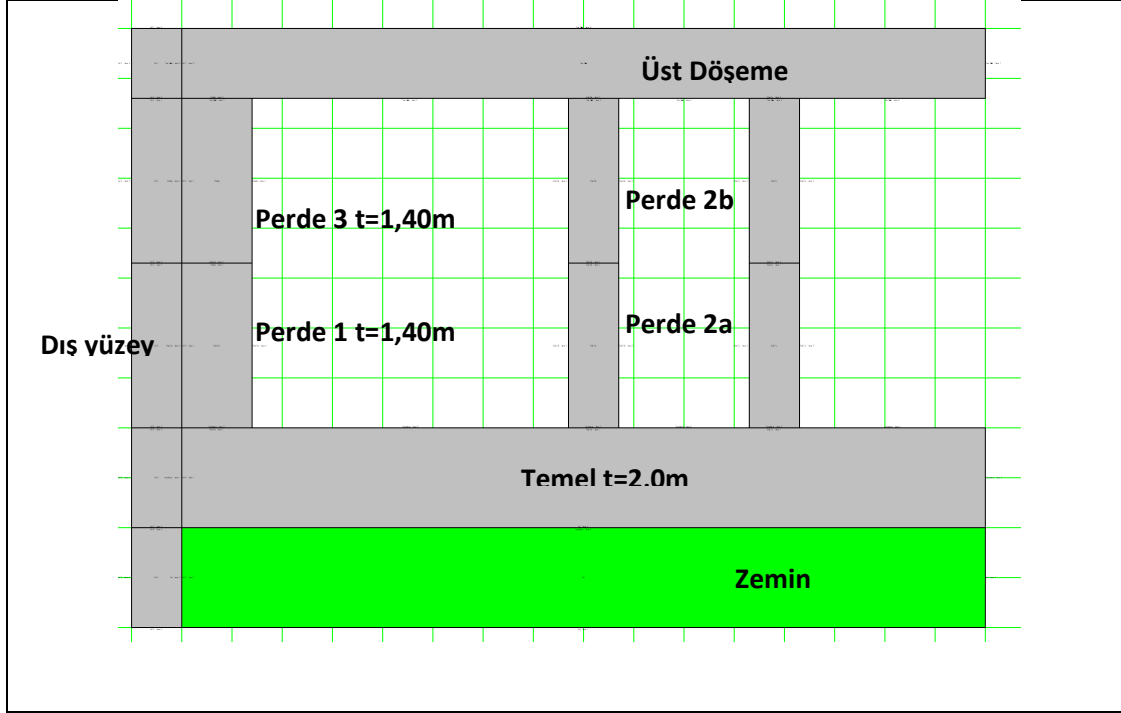 Üst Döşeme
Perde 2b
Perde 3 t=1,40m
Perde 2a
Perde 1 t=1,40m
Dış yüzey
Temel t=2.0m
Zemin